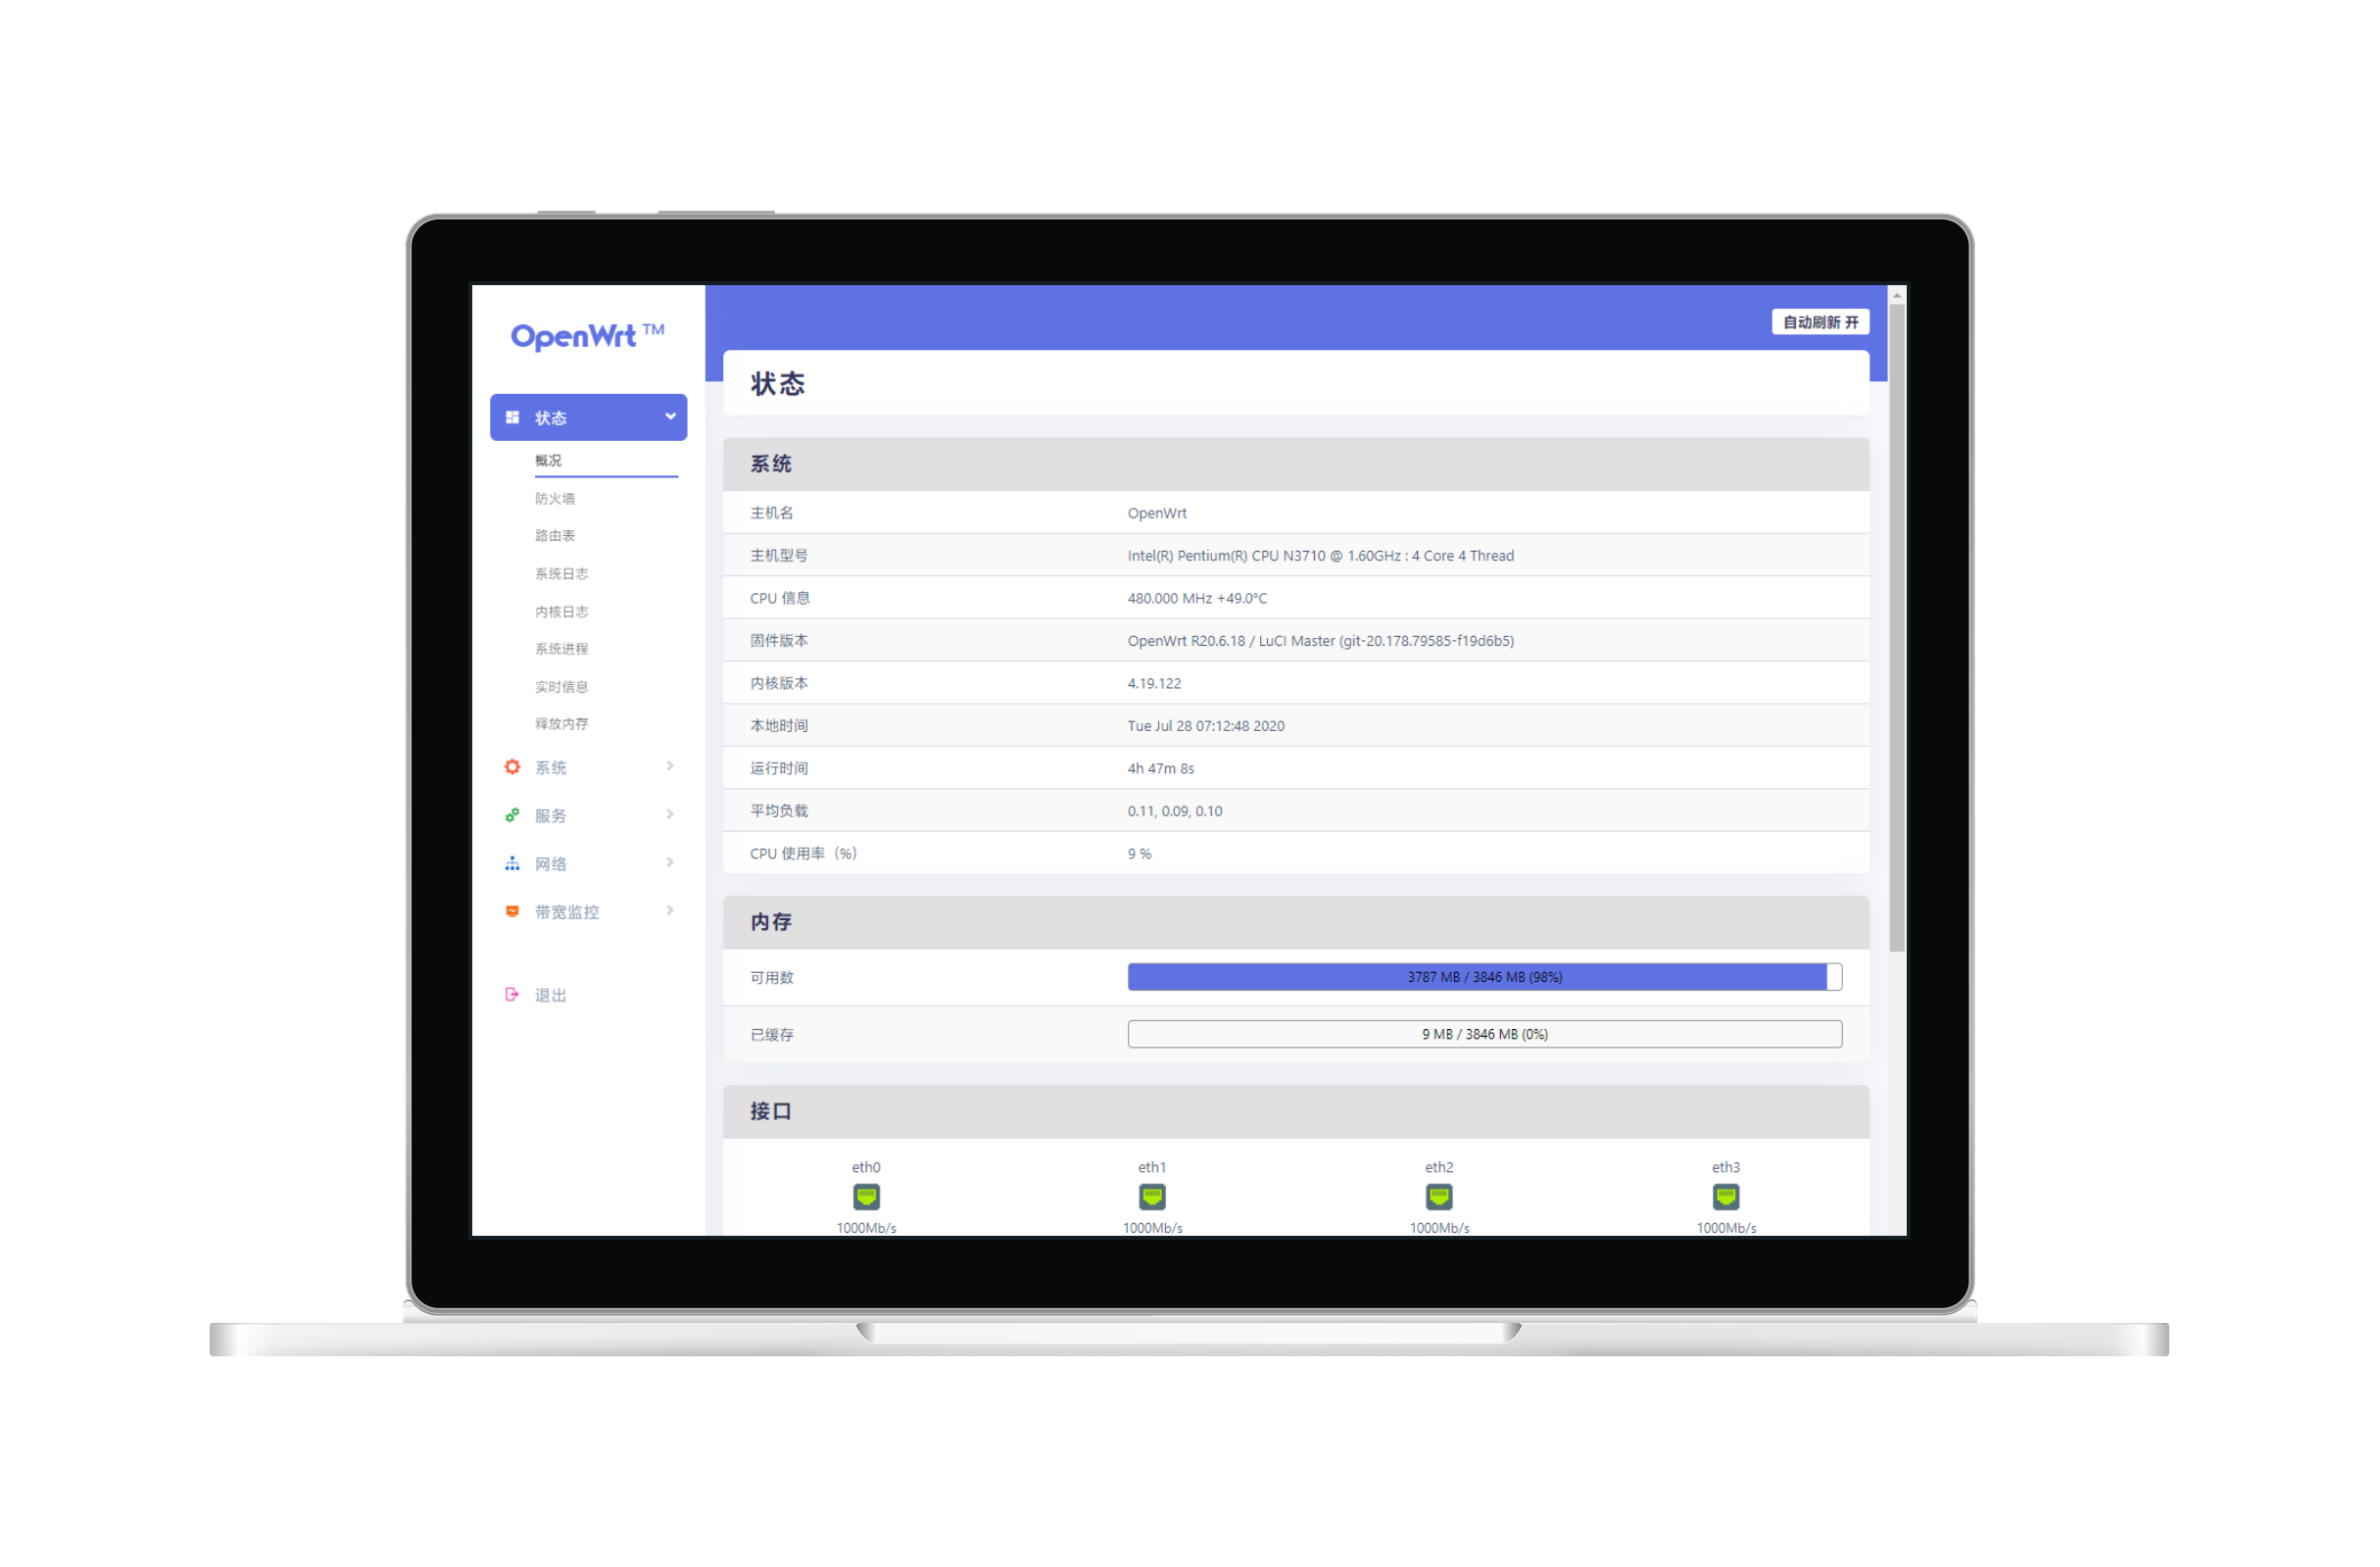 OpenWrt TM
状态
概况
防火墙
路由表
系统日志
内核日志
系统进程
实时信息
释放内存
系统
服务
网络
带宽监控
退出
自动刷新 开
状态
系统
主机名 OpenWrt
主机型号 Intel(R) Pentium(R) CPU N3710 @ 1.60GHz : 4 Core 4 Thread
CPU 信息 480.000 MHz +49.0°C
固件版本 OpenWrt R20.6.18 / LuCI Master (git-20.178.79585-f19d6b5)
内核版本 4.19.122
本地时间 Tue Jul 28 07:12:48 2020
运行时间 4h 47m 8s
平均负载 0.11, 0.09, 0.10
CPU 使用率（%） 9 %
内存
可用数 3787 MB / 3846 MB (98%)
已缓存 9 MB / 3846 MB (0%)
接口
eth0 eth1 eth2 eth3
1000Mb/s 1000Mb/s 1000Mb/s 1000Mb/s